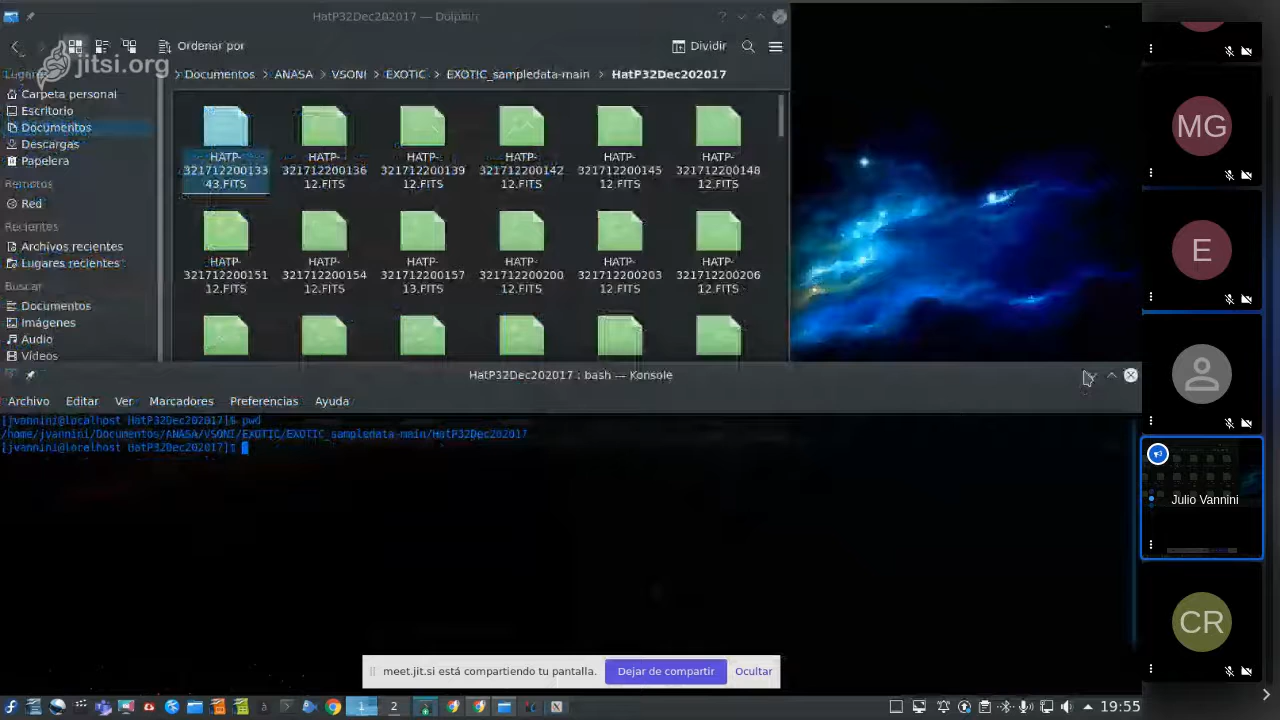 HatP32Dec202017 — Dolphin
Ordenar por
Dividir
jitsi.org
Lugares
Documentos
ANASA
VSONI
EXOTIC
EXOTIC_sampledata-main
HatP32Dec202017
Carpeta personal
Escritorio
Documentos
Descargas
Papelera
Remotos
Red
Recientes
Archivos recientes
Lugares recientes
Buscar
Documentos
Imágenes
Audio
Vídeos
HATP-
321712200133
43.FITS
HATP-
321712200136
12.FITS
HATP-
321712200139
12.FITS
HATP-
321712200142
12.FITS
HATP-
321712200145
12.FITS
HATP-
321712200148
12.FITS
HATP-
321712200151
12.FITS
HATP-
321712200154
12.FITS
HATP-
321712200157
13.FITS
HATP-
321712200200
12.FITS
HATP-
321712200203
12.FITS
HATP-
321712200206
12.FITS
HatP32Dec202017 : bash — Konsole
Archivo Editar Ver Marcadores Preferencias Ayuda
[jvannini@localhost HatP32Dec202017]$ pwd
/home/jvannini/Documentos/ANASA/VSONI/EXOTIC/EXOTIC_sampledata-main/HatP32Dec202017
[jvannini@localhost HatP32Dec202017]$
meet.jit.si está compartiendo tu pantalla.
Dejar de compartir
Ocultar
1
2
19:55
MG
E
Julio Vannini
CR